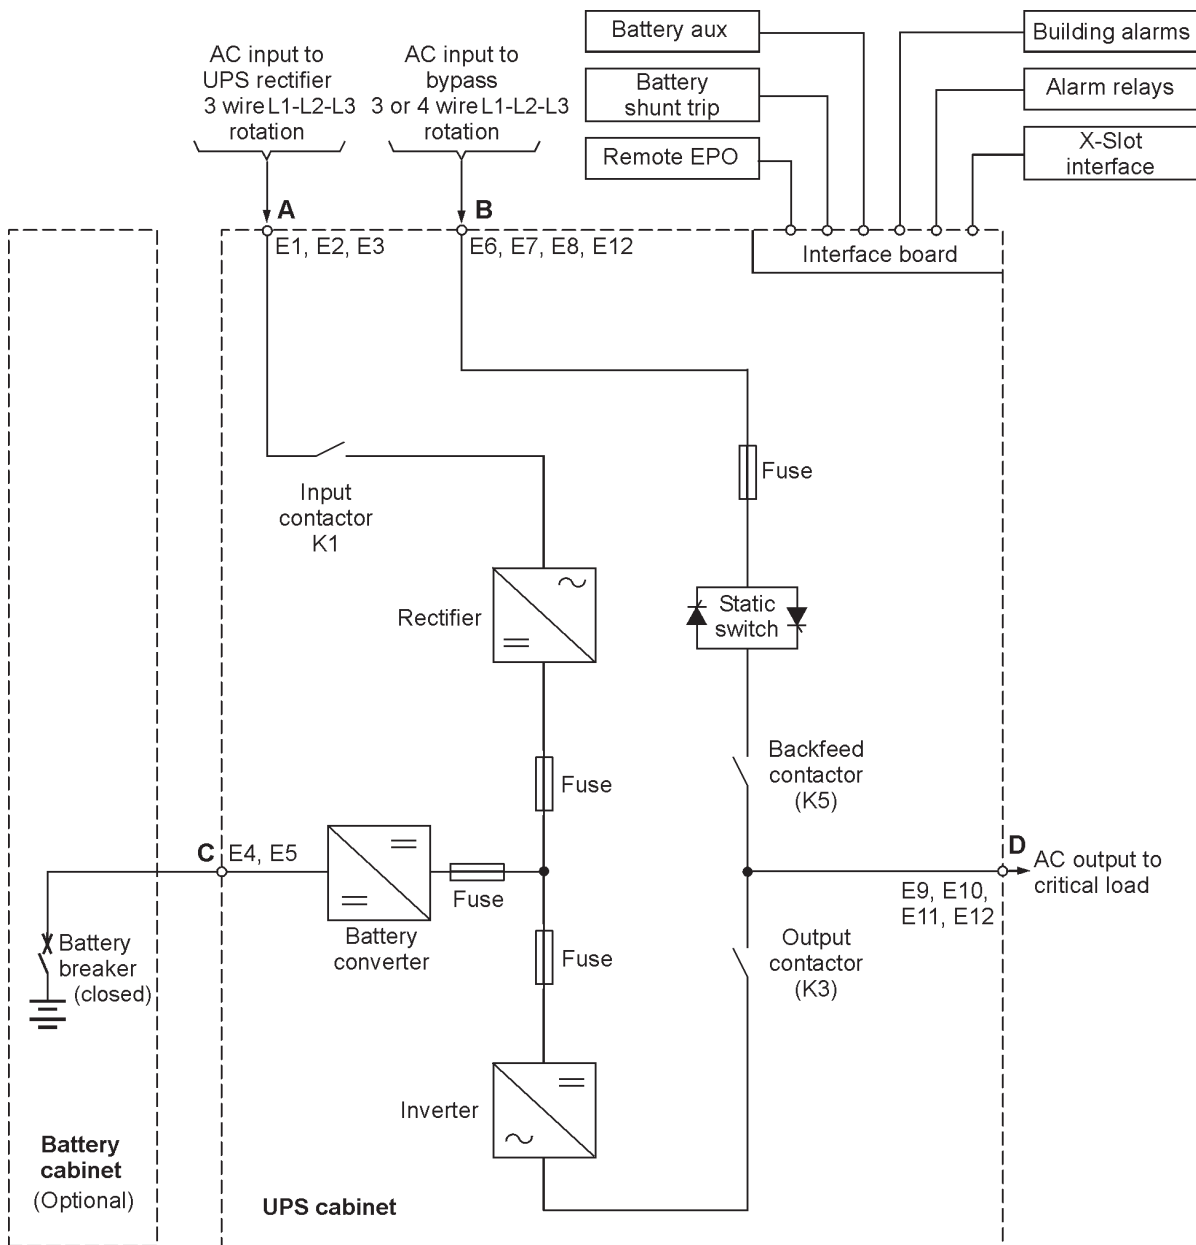 AC input to
UPS rectifier
3 wire L1-L2-L3
rotation
AC input to
bypass
3 or 4 wire L1-L2-L3
rotation
Battery aux
Battery
shunt trip
Remote EPO
Building alarms
Alarm relays
X-Slot
interface
A
B
E1, E2, E3
E6, E7, E8, E12
Interface board
Fuse
Input
contactor
K1
Rectifier
Static
switch
Backfeed
contactor
(K5)
Fuse
C
E4, E5
Fuse
Battery
converter
D
AC output to
critical load
E9, E10,
E11, E12
Battery
breaker
(closed)
Fuse
Output
contactor
(K3)
Inverter
Battery
cabinet
(Optional)
UPS cabinet